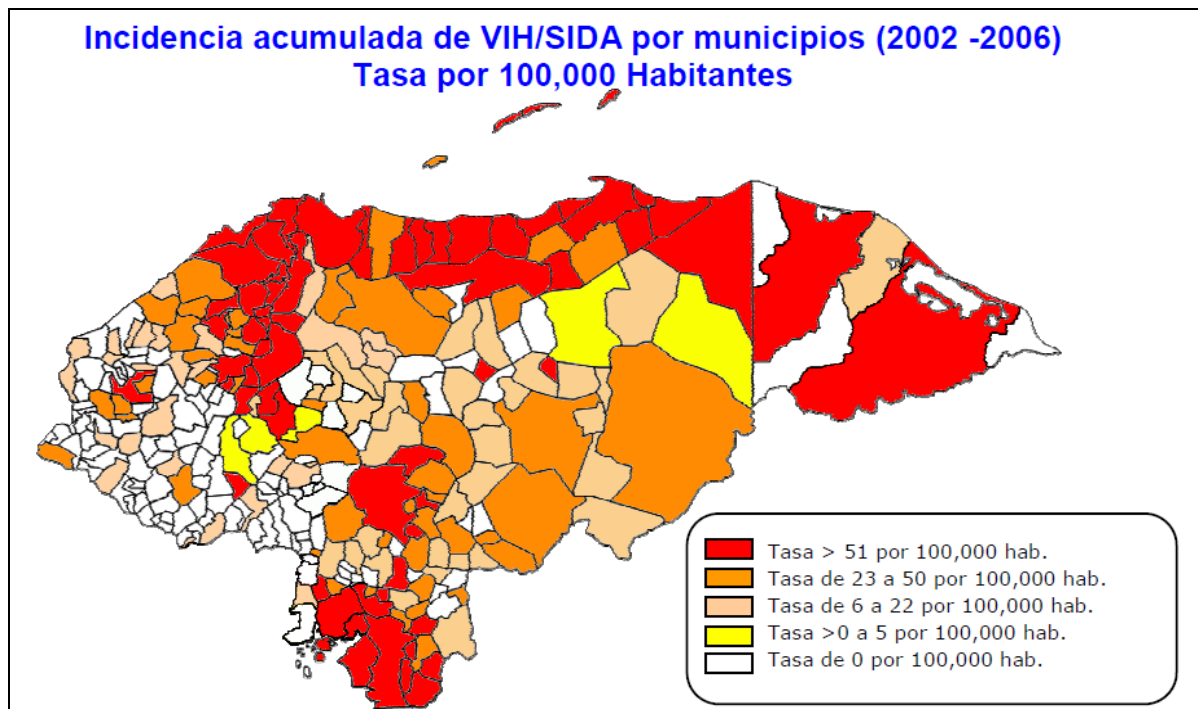 Incidencia acumulada de VIH/SIDA por municipios (2002 -2006)
Tasa por 100,000 Habitantes
Tasa > 51 por 100,000 hab.
Tasa de 23 a 50 por 100,000 hab.
Tasa de 6 a 22 por 100,000 hab.
Tasa >0 a 5 por 100,000 hab.
Tasa de 0 por 100,000 hab.